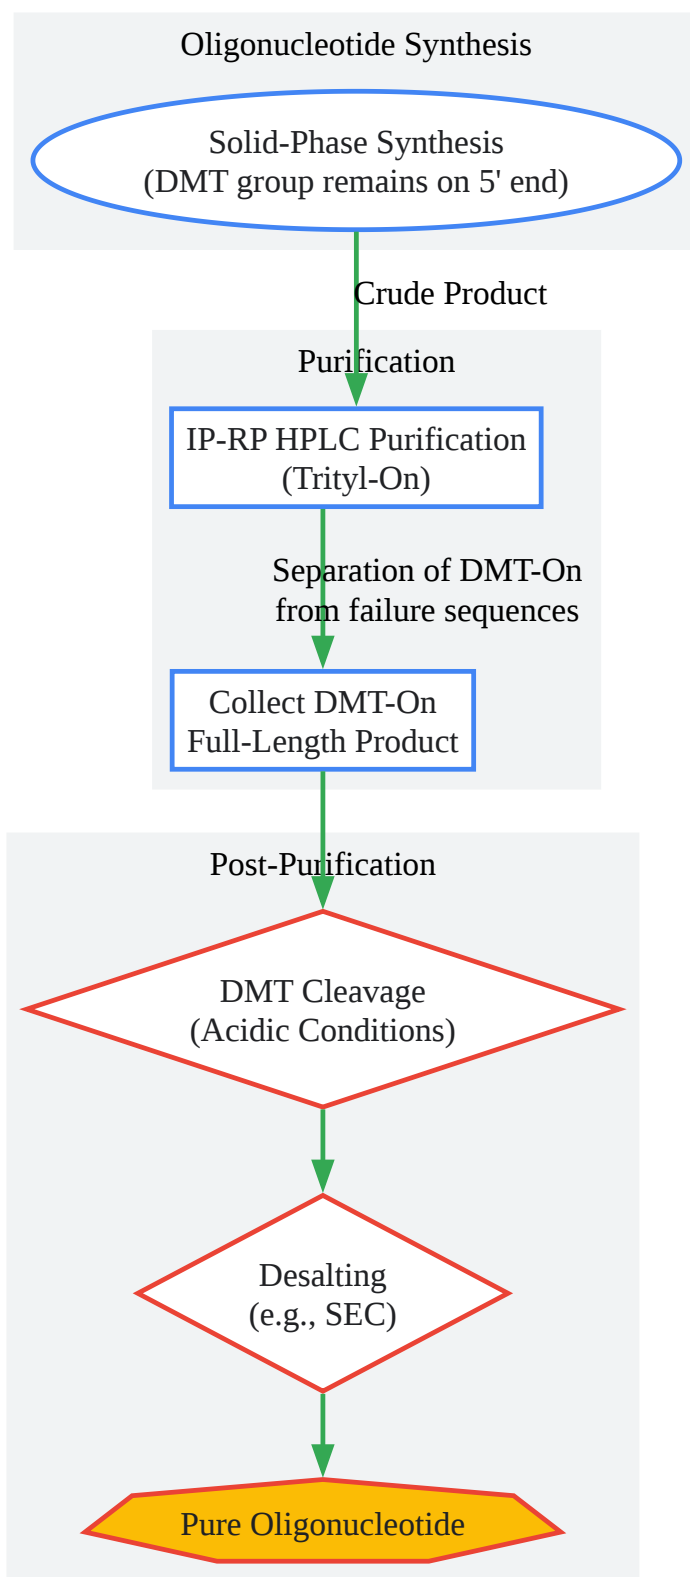 Oligonucleotide Synthesis
Solid-Phase Synthesis
(DMT group remains on 5' end)
Crude Product
Purification
IP-RP HPLC Purification
(Trityl-On)
Separation of DMT-On
from failure sequences
Collect DMT-On
Full-Length Product
Post-Purification
DMT Cleavage
(Acidic Conditions)
Desalting
(e.g., SEC)
Pure Oligonucleotide